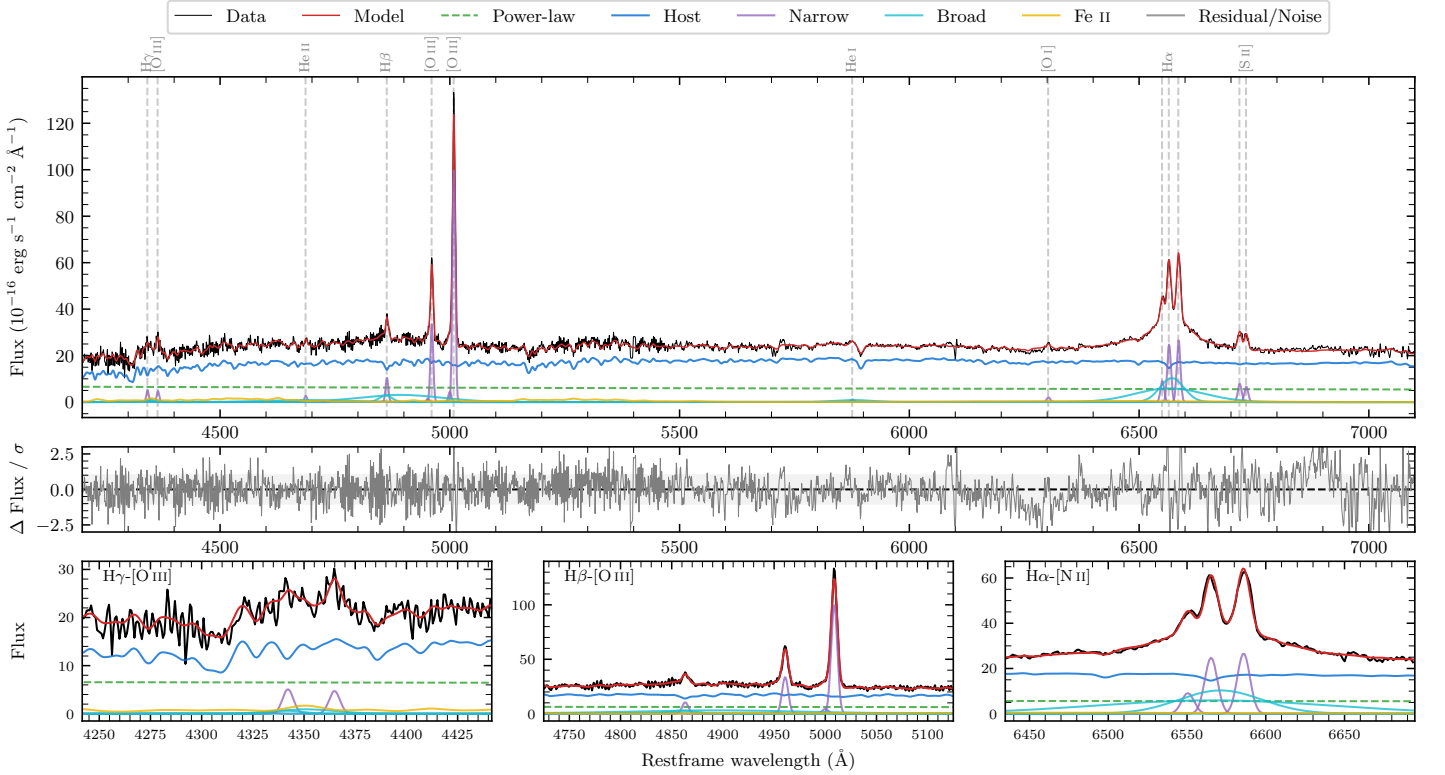 Data Model Power-law Host Narrow Broad Fe II Residual/Noise
Hγ [O III] He II Hβ [O III] [O III] He I [O I] Hα [S II]
Flux (10⁻¹⁶ erg s⁻¹ cm⁻² Å⁻¹)
120
100
80
60
40
20
0
4500 5000 5500 6000 6500 7000
Δ Flux / σ
2.5
0.0
−2.5
4500 5000 5500 6000 6500 7000
Flux
Hγ-[O III]
30
20
10
0
4250 4275 4300 4325 4350 4375 4400 4425
Hβ-[O III]
100
50
0
4750 4800 4850 4900 4950 5000 5050 5100
Hα-[N II]
60
40
20
0
6450 6500 6550 6600 6650
Restframe wavelength (Å)